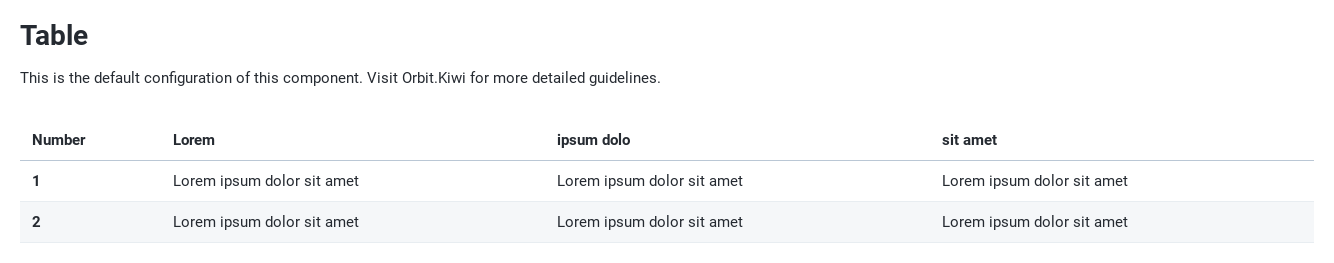 Table
This is the default configuration of this component. Visit Orbit.Kiwi for more detailed guidelines.
Number Lorem ipsum dolo sit amet
1 Lorem ipsum dolor sit amet Lorem ipsum dolor sit amet Lorem ipsum dolor sit amet
2 Lorem ipsum dolor sit amet Lorem ipsum dolor sit amet Lorem ipsum dolor sit amet